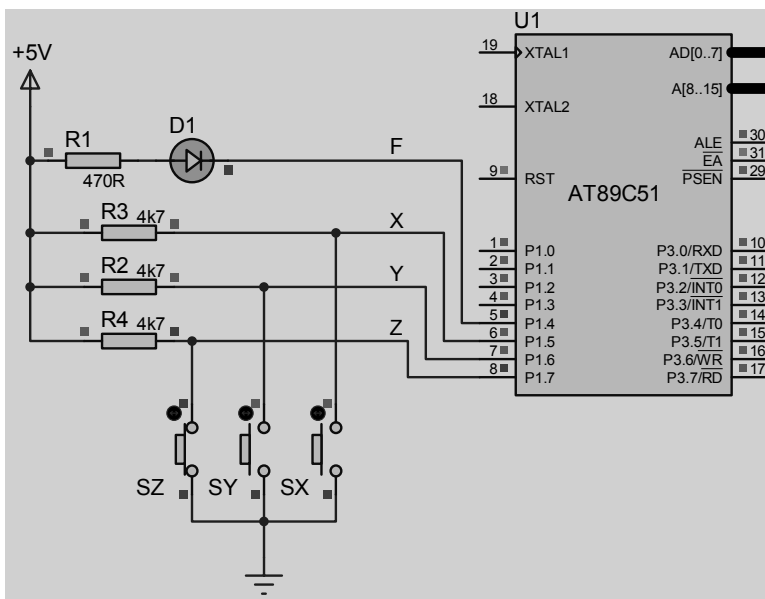 U1
+5V
19
XTAL1
AD[0..7]
A[8..15]
18
XTAL2
R1
D1
F
470R
ALE
30
EA
31
PSEN
29
9
RST
AT89C51
R3
4k7
X
1
P1.0
P3.0/RXD
10
2
P1.1
P3.1/TXD
11
R2
4k7
Y
3
P1.2
P3.2/INT0
12
4
P1.3
P3.3/INT1
13
5
P1.4
P3.4/T0
14
R4
4k7
Z
6
P1.5
P3.5/T1
15
7
P1.6
P3.6/WR
16
8
P1.7
P3.7/RD
17
SZ
SY
SX